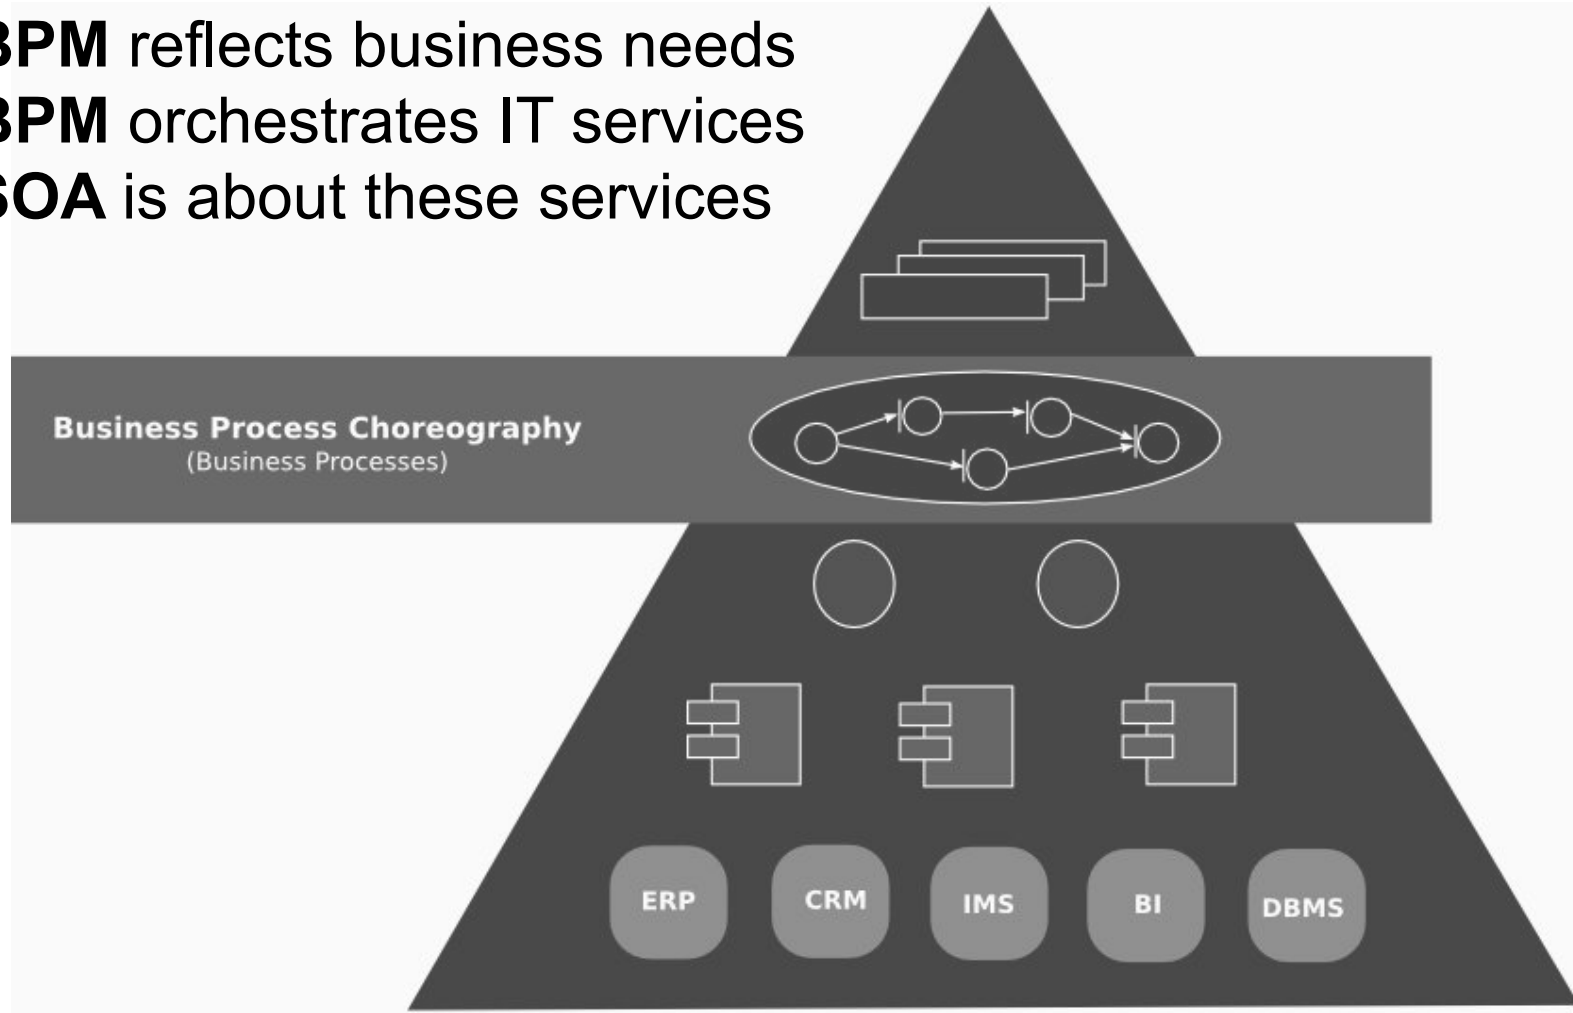 BPM reflects business needs
BPM orchestrates IT services
SOA is about these services
Business Process Choreography
(Business Processes)
ERP CRM IMS BI DBMS